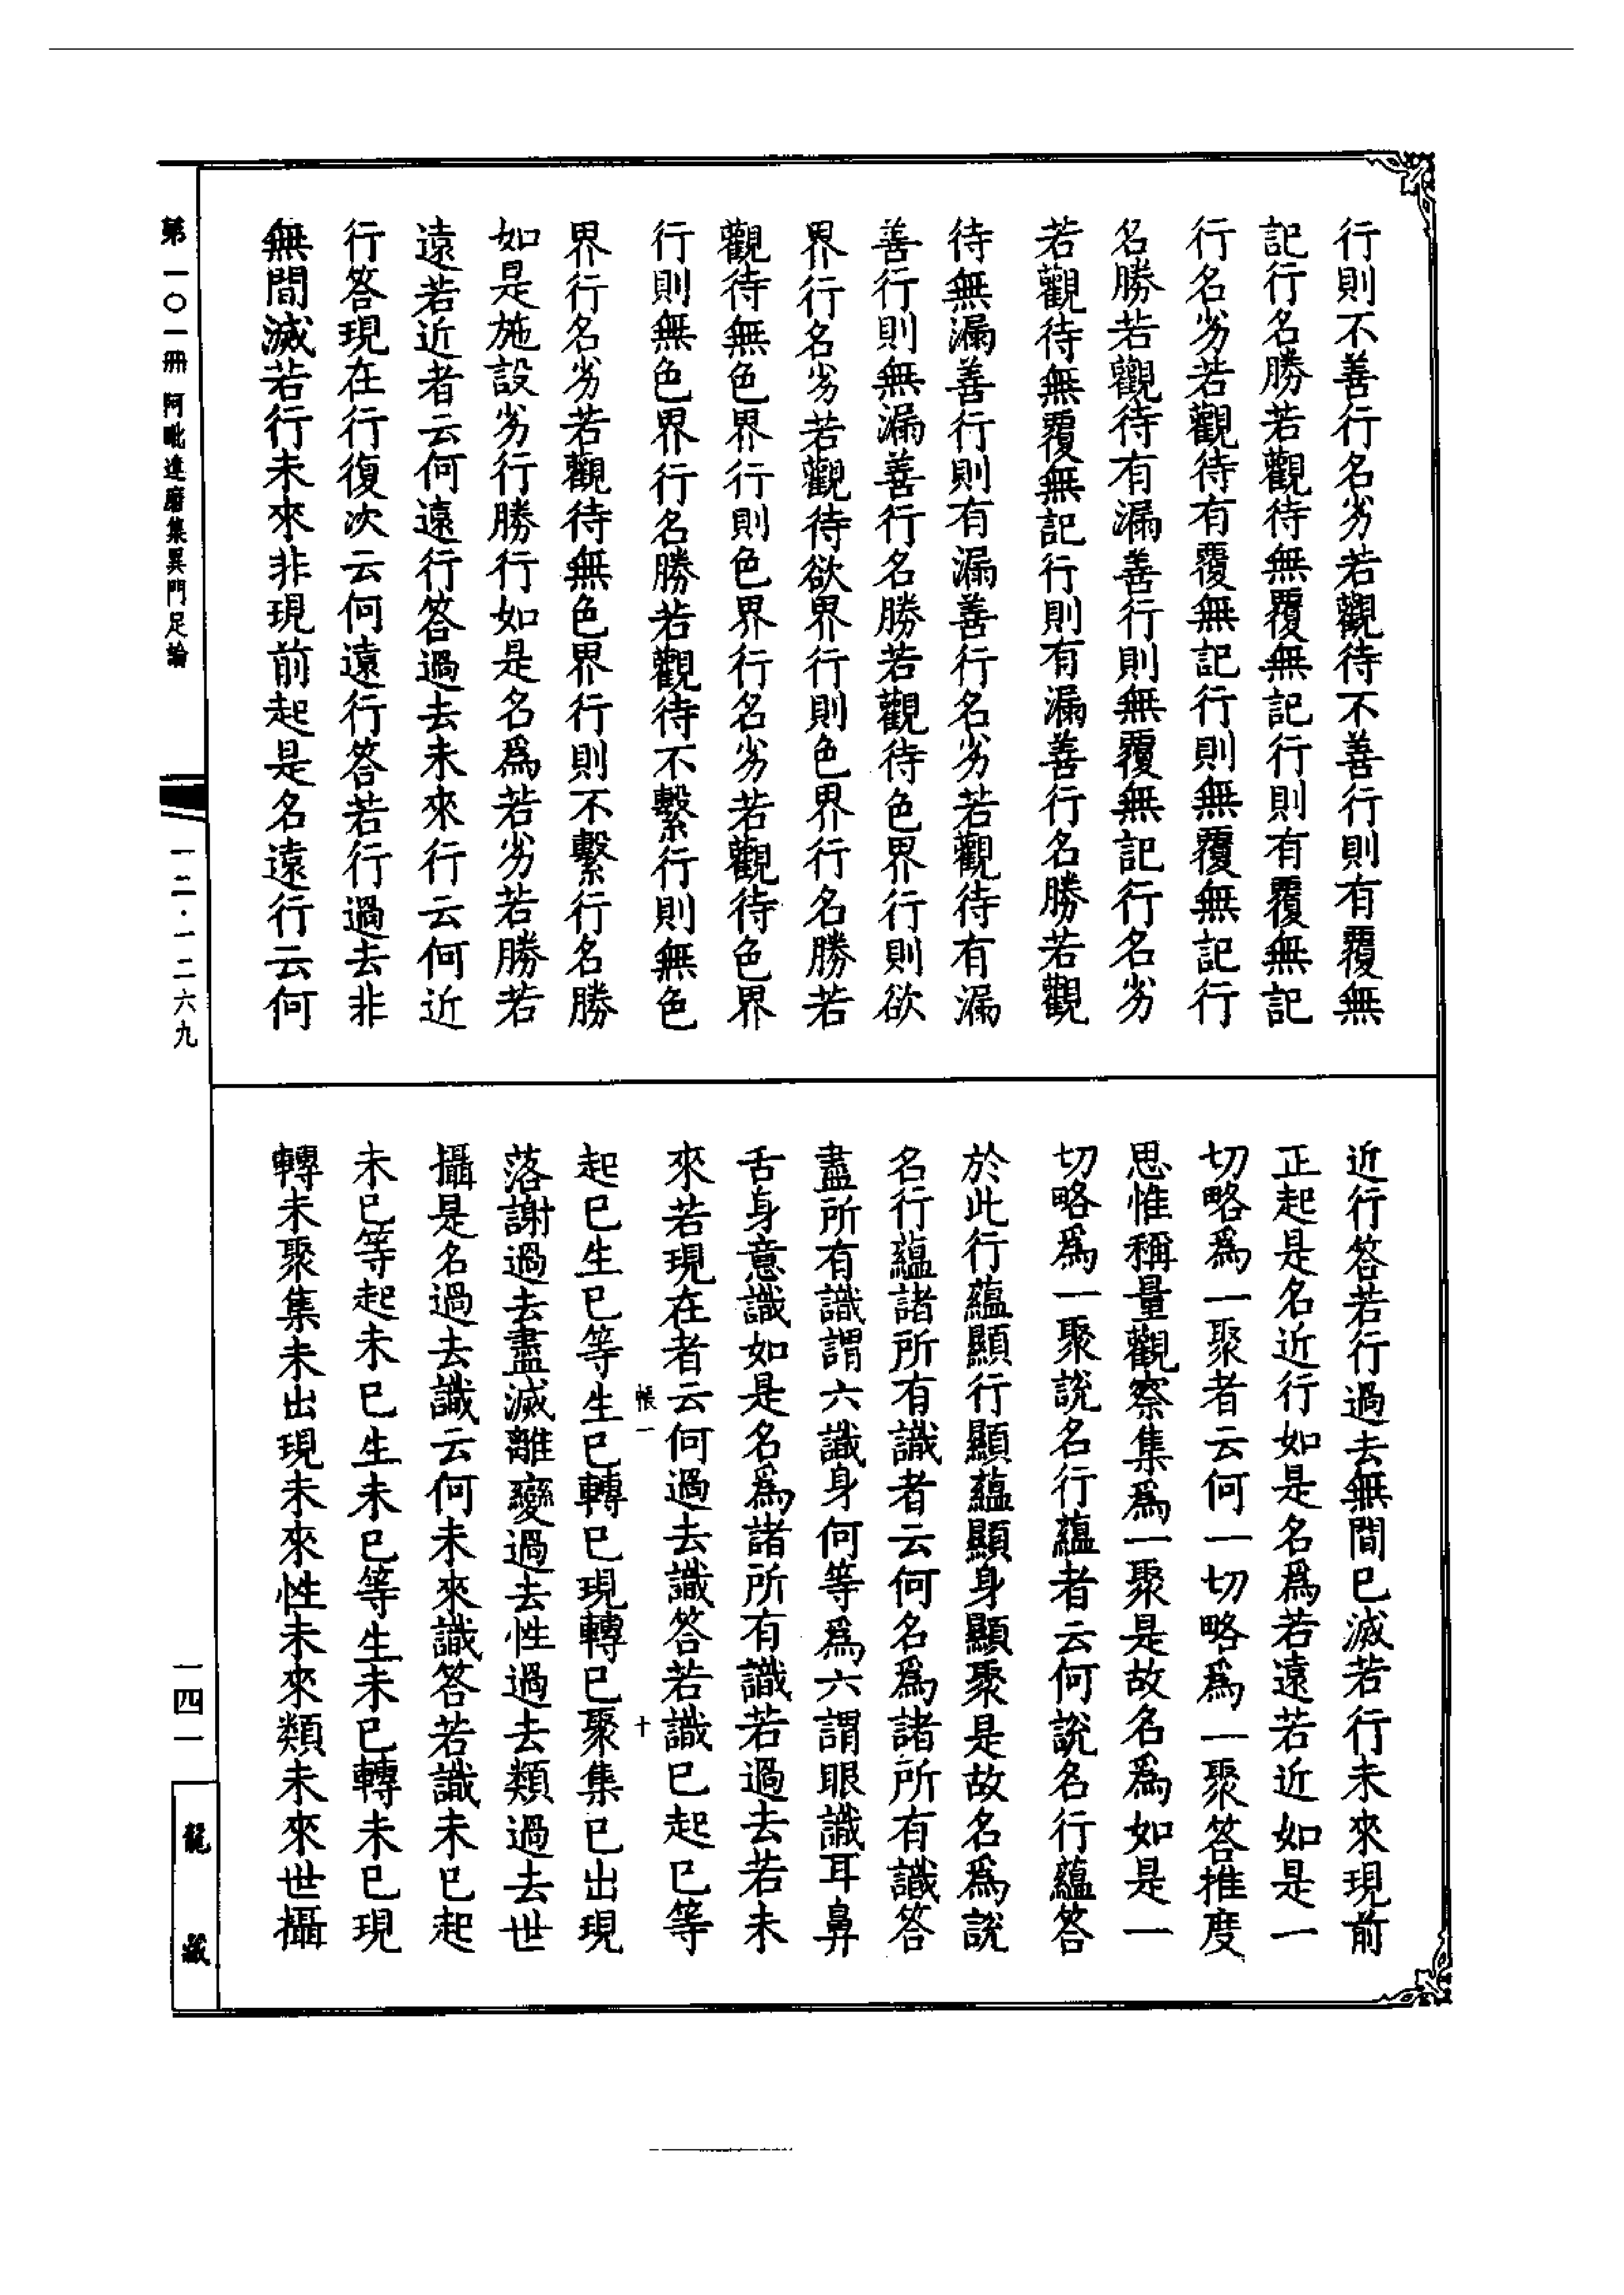 行則不善行名劣若觀待不善行則有覆無
記行名勝若觀待無覆無記行則有覆無記
行名劣若觀待有覆無記行則無覆無記行
名勝若觀待有漏善行則無覆無記行名劣
若觀待無覆無記行則有漏善行名勝若觀
待無漏善行則有漏善行名劣若觀待有漏
善行則無漏善行名勝若觀待色界行則欲
界行名劣若觀待欲界行則色界行名勝若
觀待無色界行則色界行名劣若觀待色界
行則無色界行名勝若觀待不繫行則無色
界行名劣若觀待無色界行則不繫行名勝
如是施設劣行勝行如是名爲若劣若勝若
遠若近者云何遠行答過去未來行云何近
行答現在行復次云何遠行答若行過去非
無間滅若行未來非現前起是名遠行云何
近行答若行過去無間已滅若行未來現前
正起是名近行如是名爲若遠若近如是一
切略爲一聚者云何一切略爲一聚答推度
思惟稱量觀察集爲一聚是故名爲如是一
切略爲一聚說名行蘊者云何說名行蘊答
於此行蘊顯行顯蘊顯身顯聚是故名爲說
名行蘊諸所有識者云何名爲諸所有識答
盡所有識謂六識身何等爲六謂眼識耳鼻
舌身意識如是名爲諸所有識若過去若未
來若現在者云何過去識答若識已起已等
帳一
十
起已生已等生已轉已現轉已聚集已出現
落謝過去盡滅離變過去性過去類過去世
攝是名過去識云何未來識答若識未已起
未已等起未已生未已等生未已轉未已現
轉未聚集未出現未來性未來類未來世攝
第一〇一冊 阿毗達磨集異門足論
一二·一二六九
一四一
龍藏